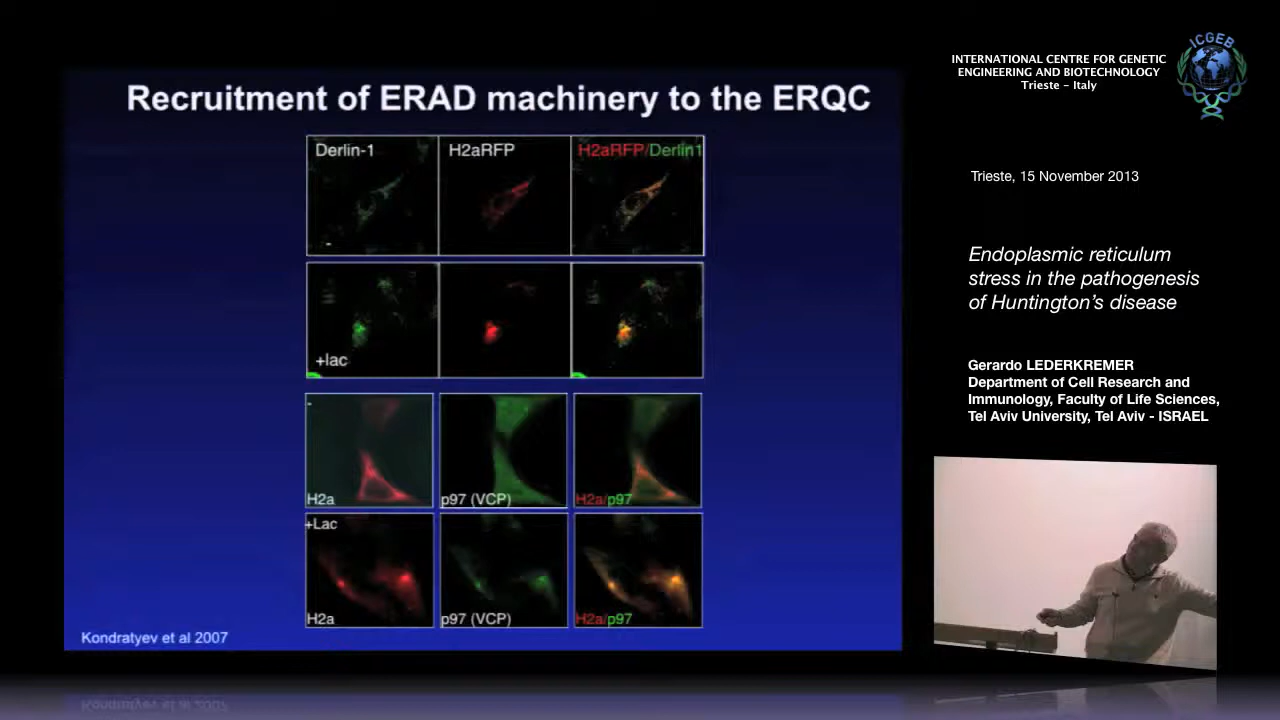 Recruitment of ERAD machinery to the ERQC
Derlin-1
H2aRFP
H2aRFP/Derlin1
-
+lac
-
H2a
p97 (VCP)
H2a/p97
+Lac
H2a
p97 (VCP)
H2a/p97
Kondratyev et al 2007
ICGEB
INTERNATIONAL CENTRE FOR GENETIC
ENGINEERING AND BIOTECHNOLOGY
Trieste – Italy
Trieste, 15 November 2013
Endoplasmic reticulum
stress in the pathogenesis
of Huntington's disease
Gerardo LEDERKREMER
Department of Cell Research and
Immunology, Faculty of Life Sciences,
Tel Aviv University, Tel Aviv - ISRAEL